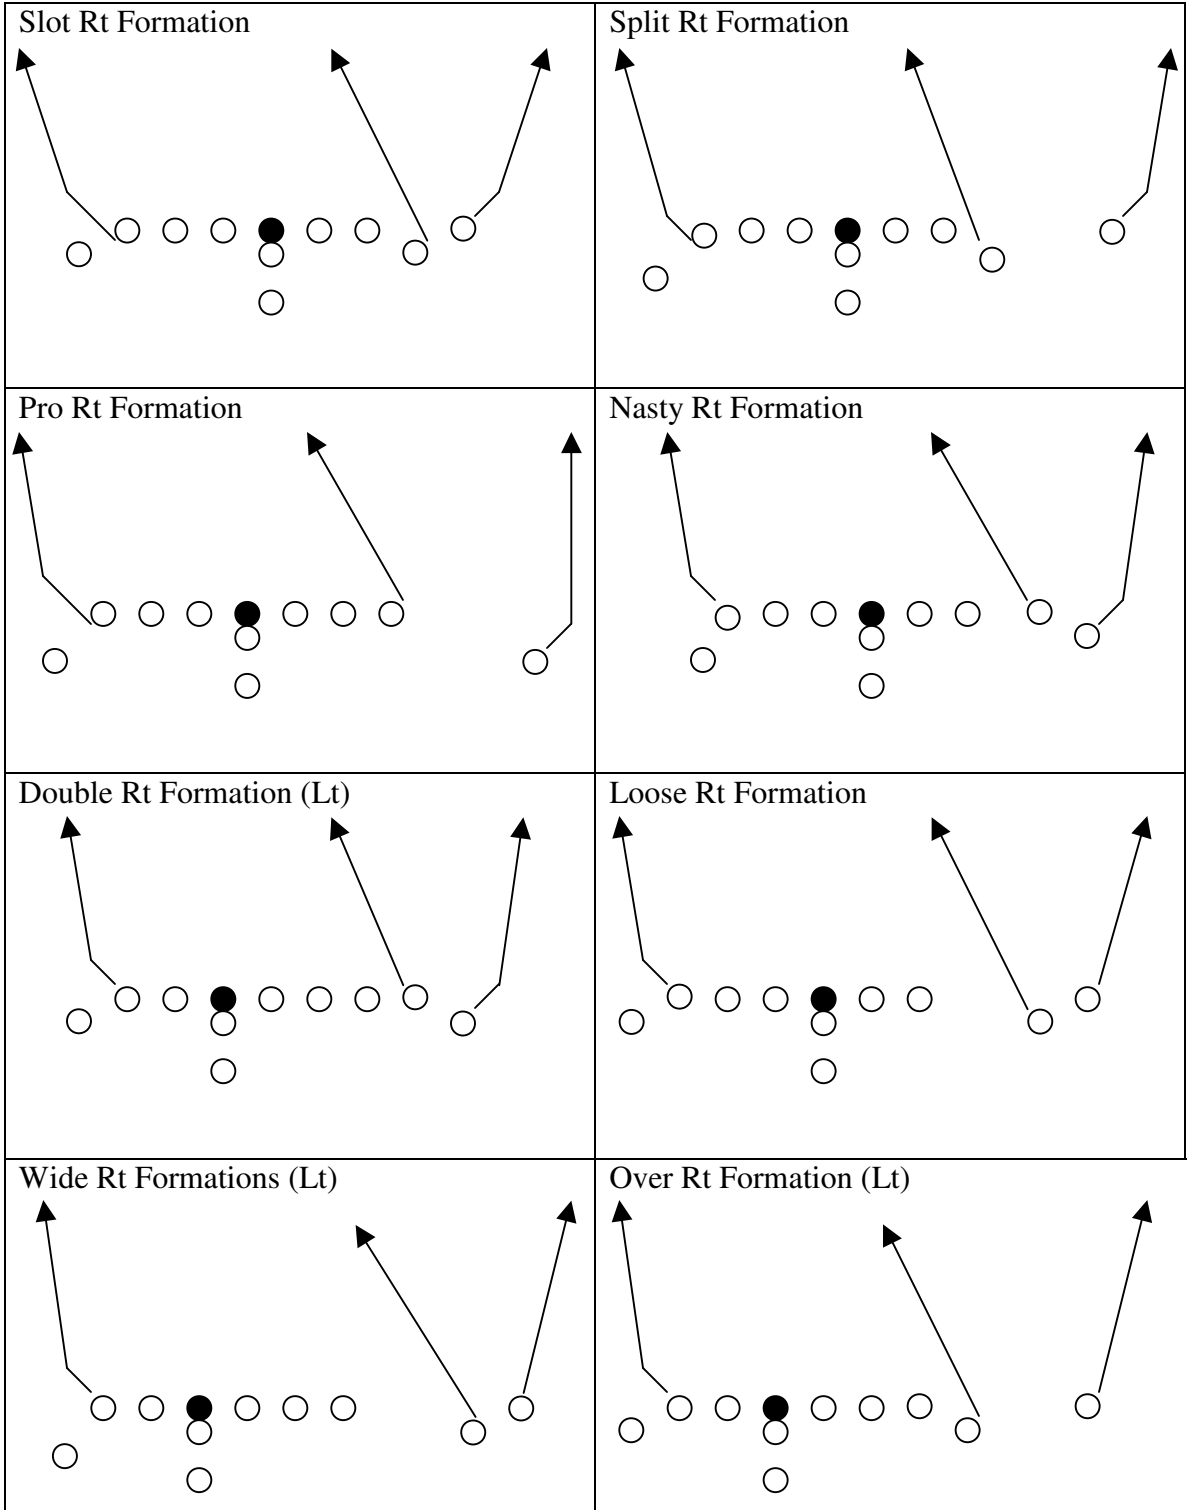 Slot Rt Formation
Split Rt Formation
Pro Rt Formation
Nasty Rt Formation
Double Rt Formation (Lt)
Loose Rt Formation
Wide Rt Formations (Lt)
Over Rt Formation (Lt)